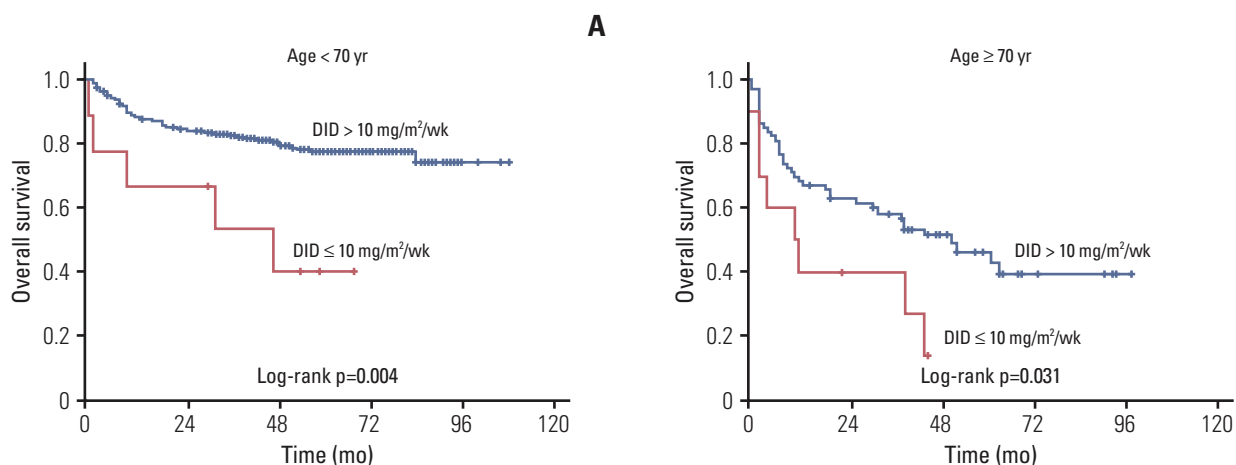 A
Age < 70 yr
Overall survival
1.0
0.8
0.6
0.4
0.2
0
DID > 10 mg/m²/wk
DID ≤ 10 mg/m²/wk
Log-rank p=0.004
0 24 48 72 96 120
Time (mo)
Age ≥ 70 yr
Overall survival
1.0
0.8
0.6
0.4
0.2
0
DID > 10 mg/m²/wk
DID ≤ 10 mg/m²/wk
Log-rank p=0.031
0 24 48 72 96 120
Time (mo)